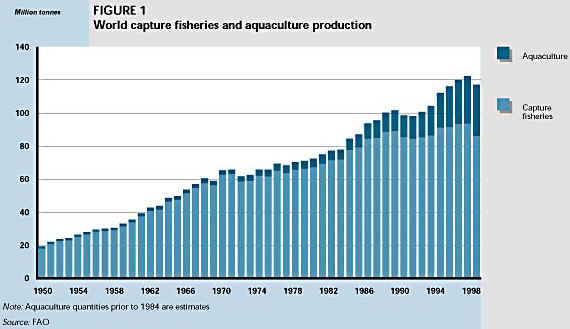 Million tonnes
FIGURE 1
World capture fisheries and aquaculture production
140
120
100
80
60
40
20
0
1950 1954 1958 1962 1966 1970 1974 1978 1982 1986 1990 1994 1998
Aquaculture
Capture
fisheries
Note: Aquaculture quantities prior to 1984 are estimates
Source: FAO